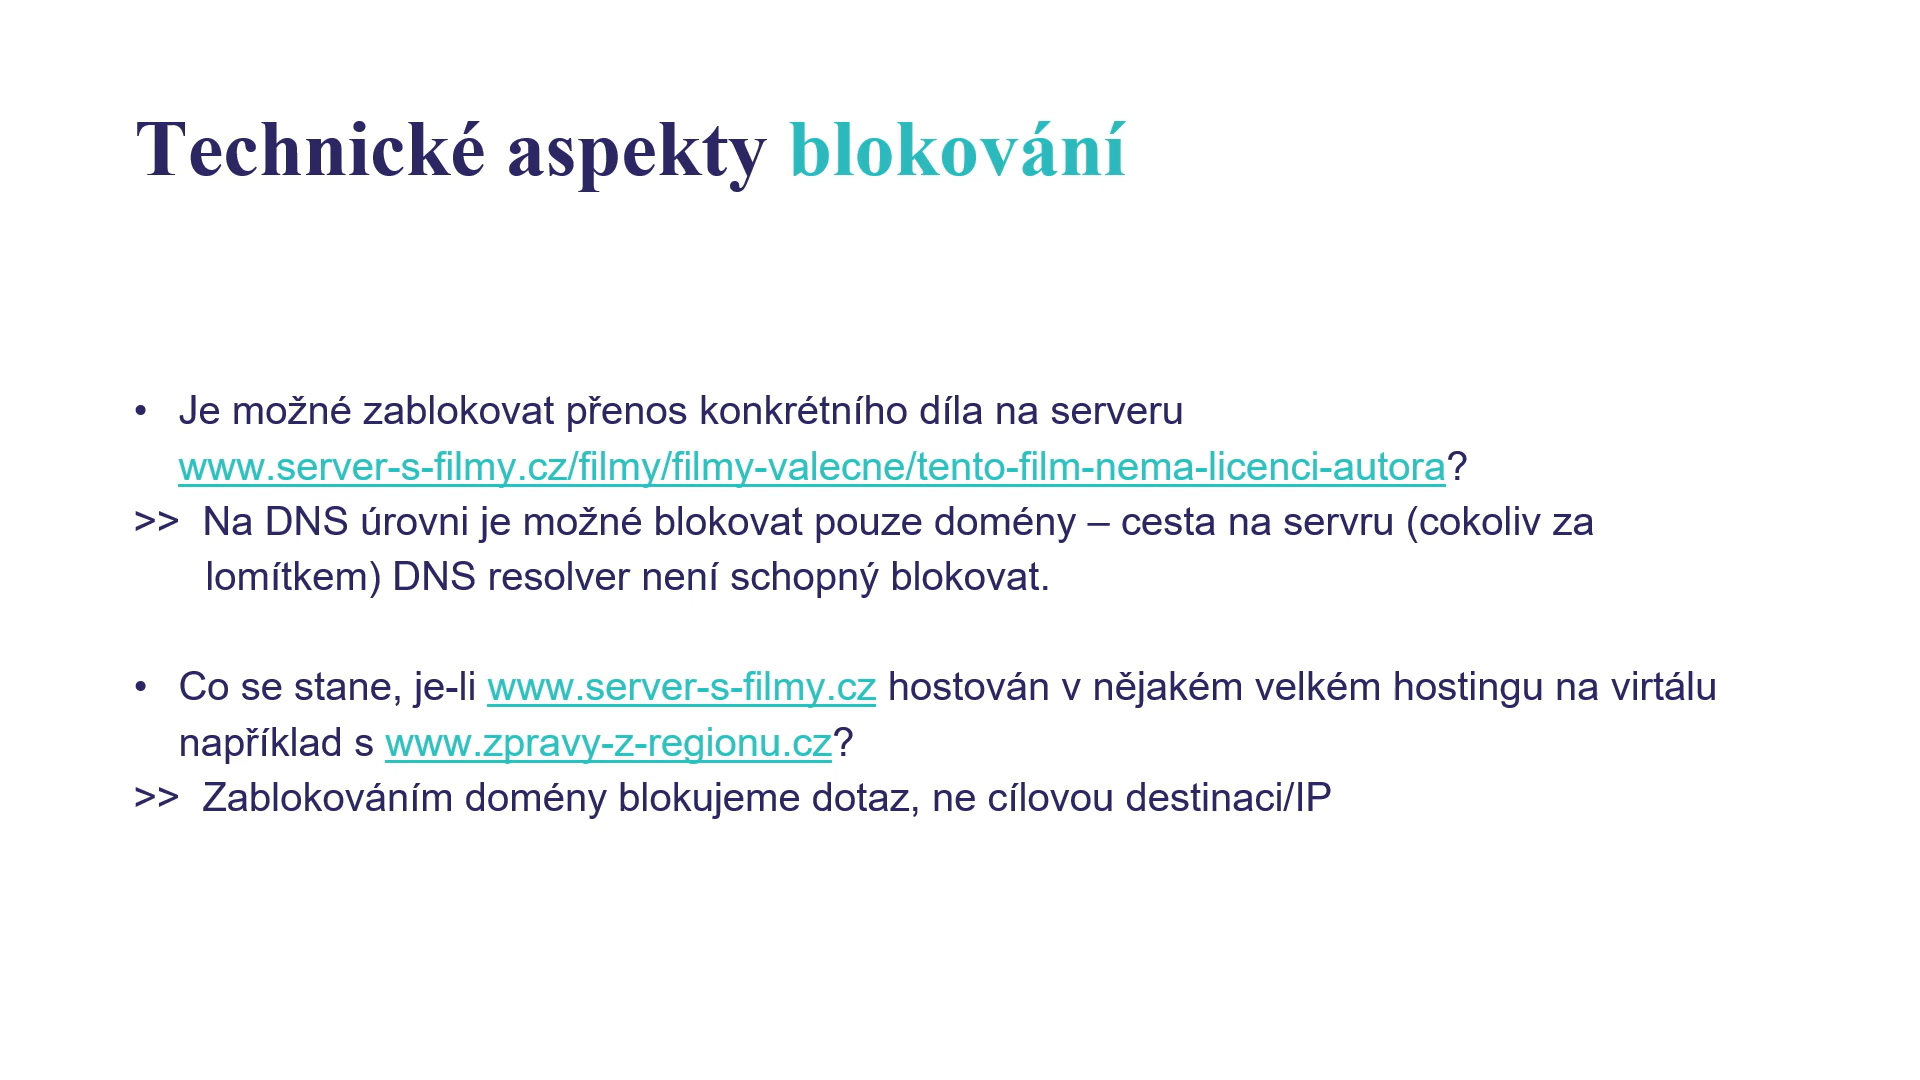 Technické aspekty blokování
• Je možné zablokovat přenos konkrétního díla na serveru
www.server-s-filmy.cz/filmy/filmy-valecne/tento-film-nema-licenci-autora?
>> Na DNS úrovni je možné blokovat pouze domény – cesta na servru (cokoliv za
lomítkem) DNS resolver není schopný blokovat.
• Co se stane, je-li www.server-s-filmy.cz hostován v nějakém velkém hostingu na virtálu
například s www.zpravy-z-regionu.cz?
>> Zablokováním domény blokujeme dotaz, ne cílovou destinaci/IP